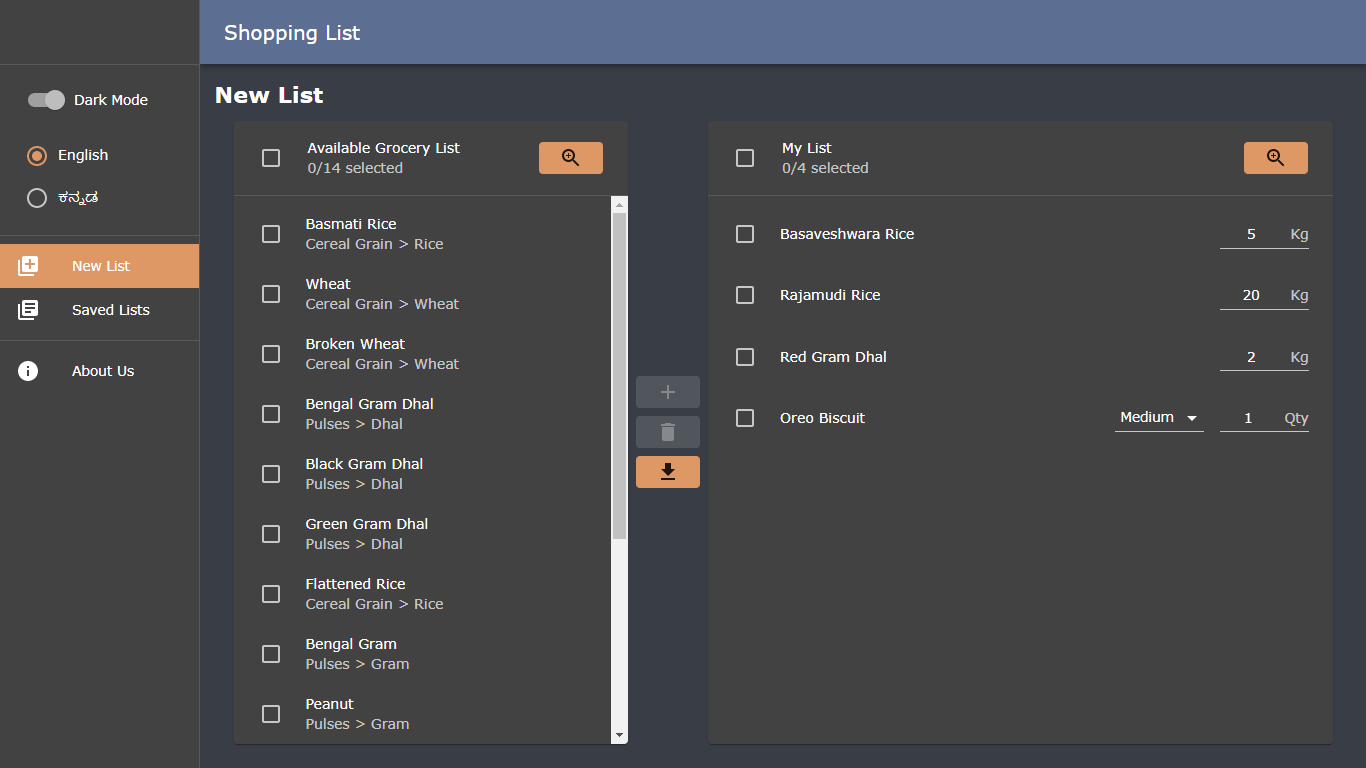 Shopping List
Dark Mode
English
ಕನ್ನಡ
New List
Saved Lists
About Us
New List
Available Grocery List
0/14 selected
Basmati Rice
Cereal Grain > Rice
Wheat
Cereal Grain > Wheat
Broken Wheat
Cereal Grain > Wheat
Bengal Gram Dhal
Pulses > Dhal
Black Gram Dhal
Pulses > Dhal
Green Gram Dhal
Pulses > Dhal
Flattened Rice
Cereal Grain > Rice
Bengal Gram
Pulses > Gram
Peanut
Pulses > Gram
My List
0/4 selected
Basaveshwara Rice 5 Kg
Rajamudi Rice 20 Kg
Red Gram Dhal 2 Kg
Oreo Biscuit Medium 1 Qty